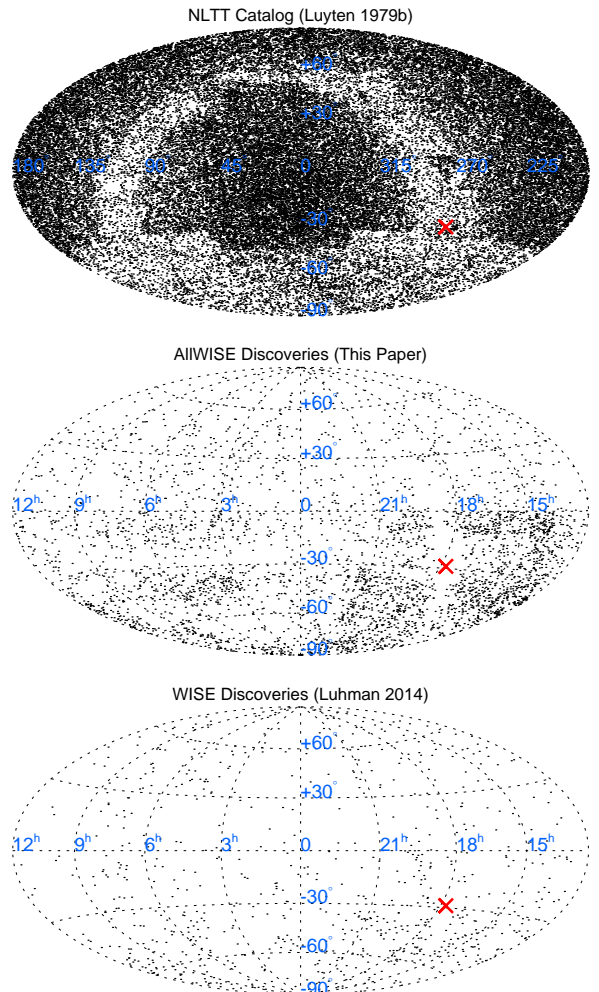 NLTT Catalog (Luyten 1979b)
+60°
+30°
180° 135° 90° 45° 0 315° 270° 225°
-30°
-60°
-90°
AllWISE Discoveries (This Paper)
+60°
+30°
12h 9h 6h 3h 0 21h 18h 15h
-30°
-60°
-90°
WISE Discoveries (Luhman 2014)
+60°
+30°
12h 9h 6h 3h 0 21h 18h 15h
-30°
-60°
-90°